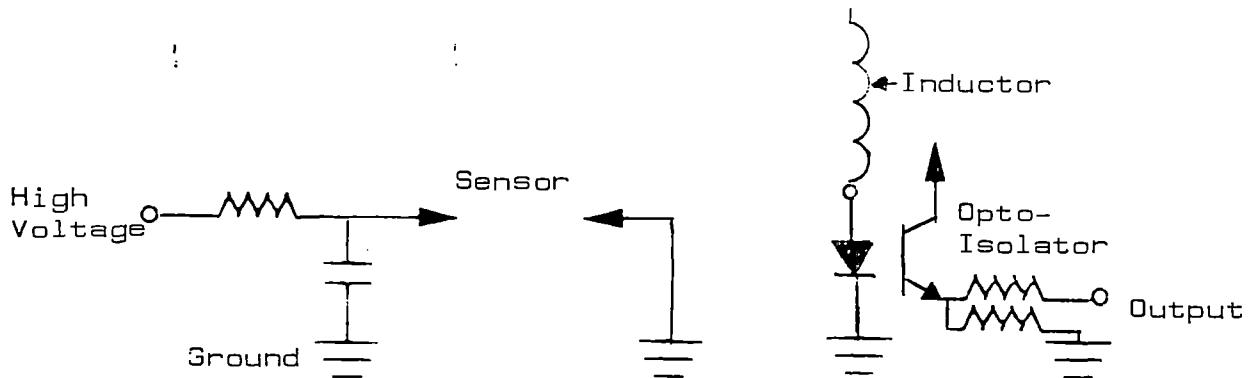 Inductor
High
Voltage
Sensor
Opto-
Isolator
Output
Ground